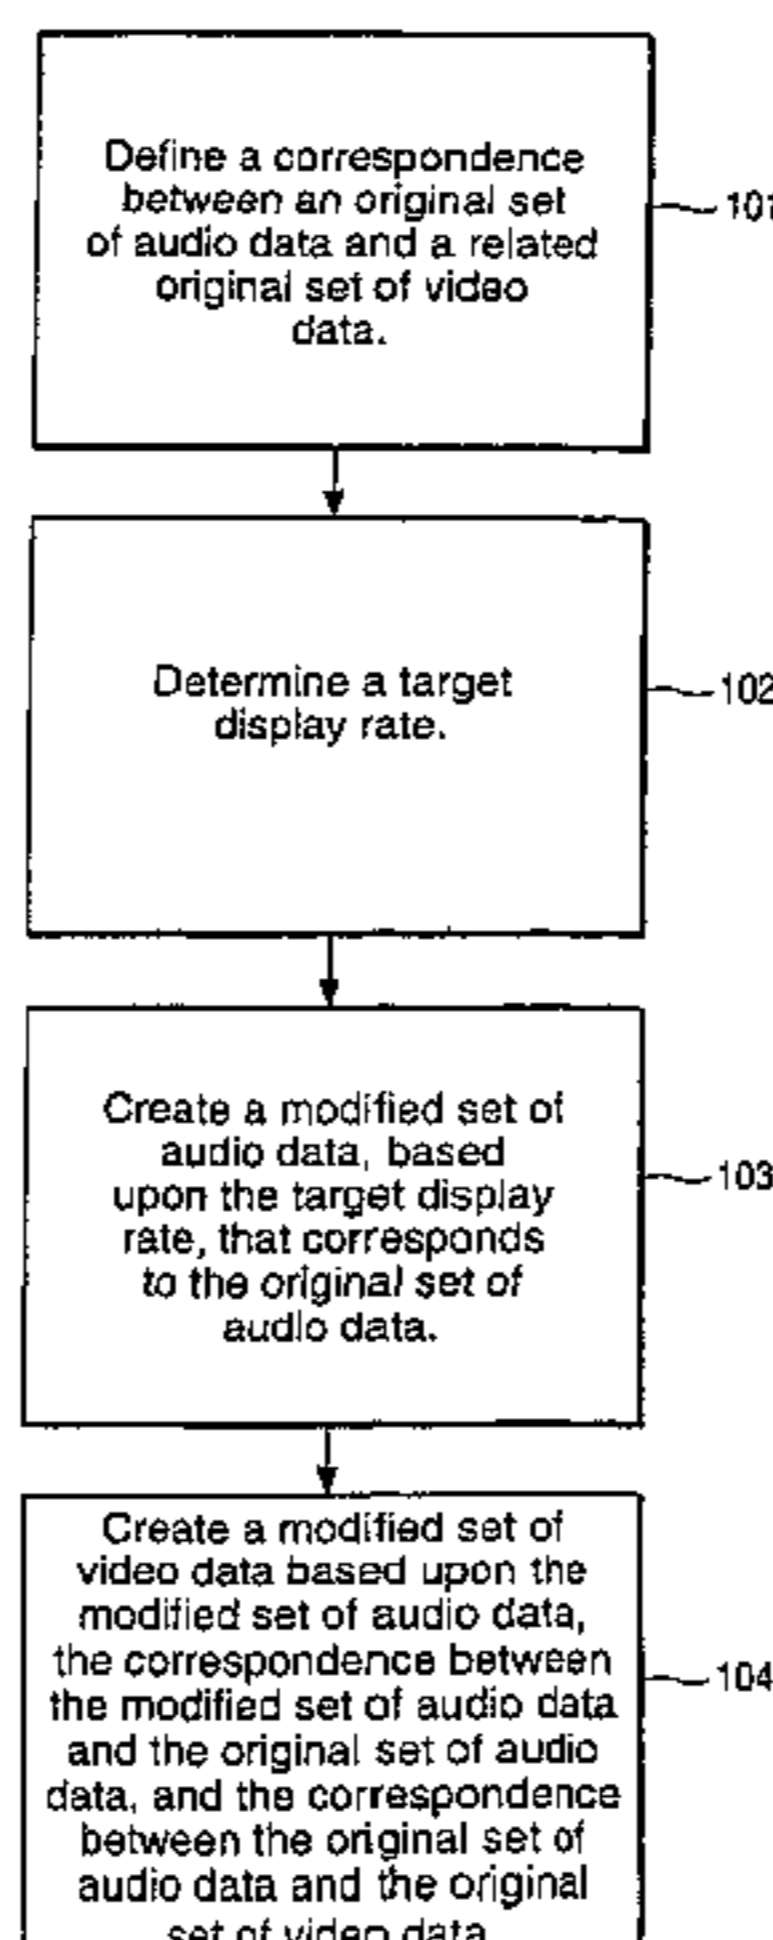 Define a correspondence
between an original set
of audio data and a related
original set of video
data.
101
Determine a target
display rate.
102
Create a modified set of
audio data, based
upon the target display
rate, that corresponds
to the original set of
audio data.
103
Create a modified set of
video data based upon the
modified set of audio data,
the correspondence between
the modified set of audio data
and the original set of audio
data, and the correspondence
between the original set of
audio data and the original
set of video data
104